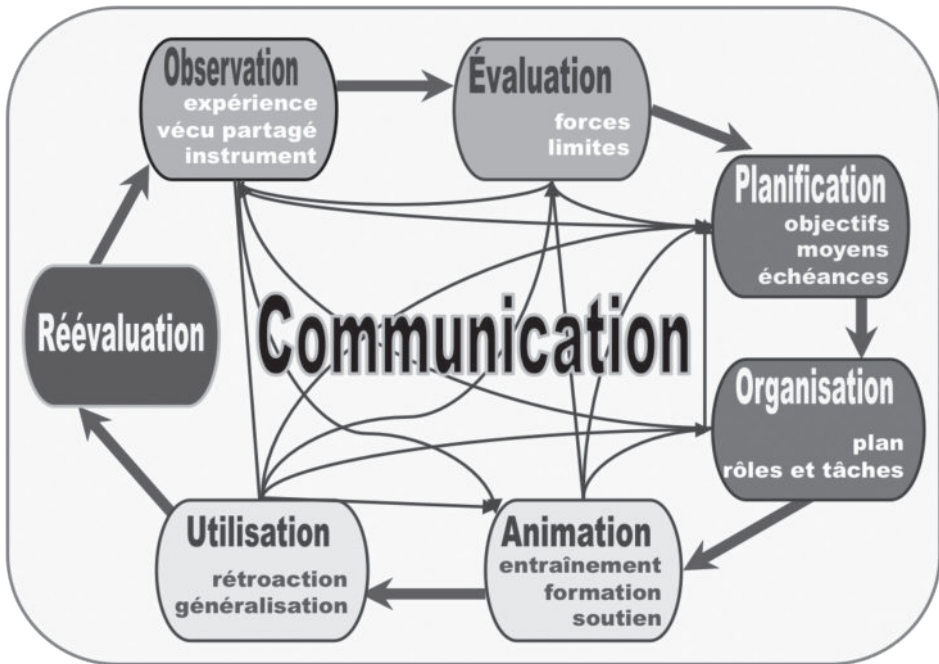 Observation
expérience
vécu partagé
instrument
Évaluation
forces
limites
Planification
objectifs
moyens
échéances
Organisation
plan
rôles et tâches
Animation
entraînement
formation
soutien
Utilisation
rétroaction
généralisation
Réévaluation
Communication